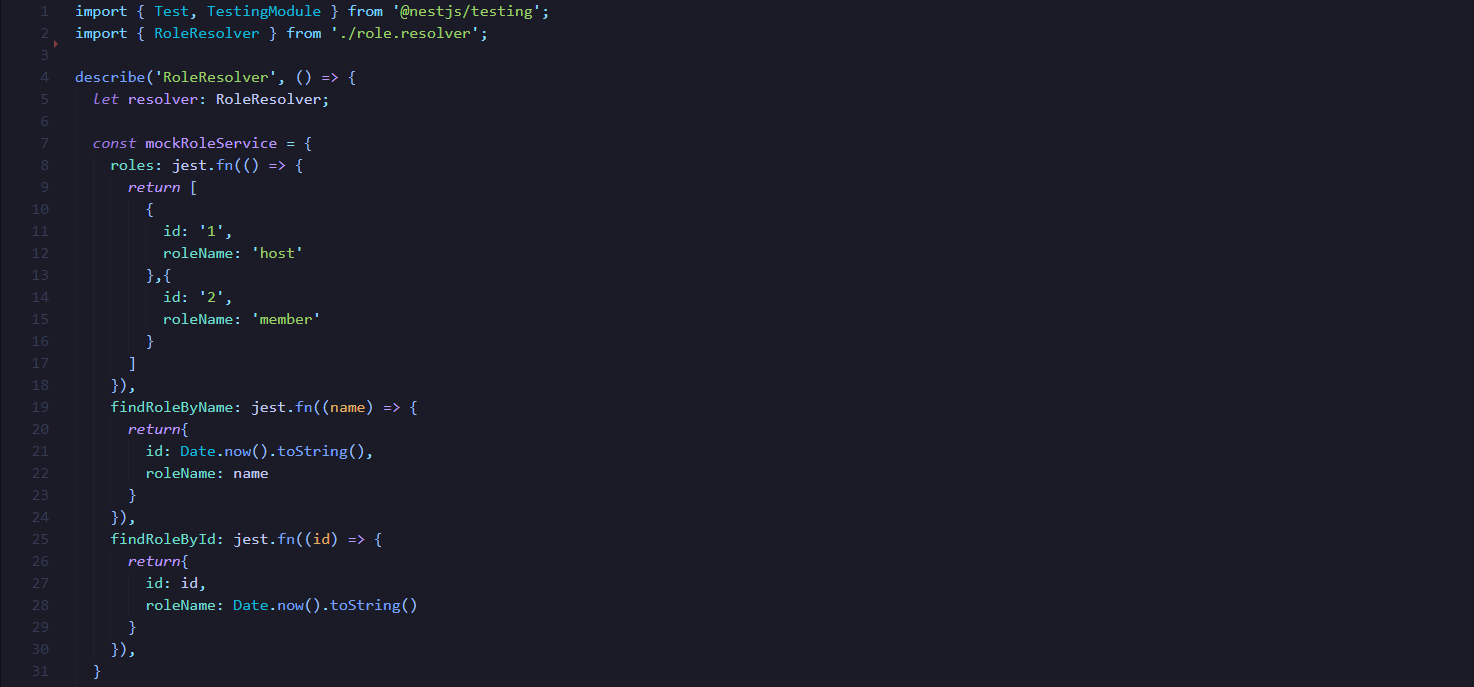 1 import { Test, TestingModule } from '@nestjs/testing';
2 import { RoleResolver } from './role.resolver';
3
4 describe('RoleResolver', () => {
5   let resolver: RoleResolver;
6
7   const mockRoleService = {
8     roles: jest.fn(() => {
9       return [
10         {
11           id: '1',
12           roleName: 'host'
13         },{
14           id: '2',
15           roleName: 'member'
16         }
17       ]
18     }),
19     findRoleByName: jest.fn((name) => {
20       return{
21         id: Date.now().toString(),
22         roleName: name
23       }
24     }),
25     findRoleById: jest.fn((id) => {
26       return{
27         id: id,
28         roleName: Date.now().toString()
29       }
30     }),
31   }